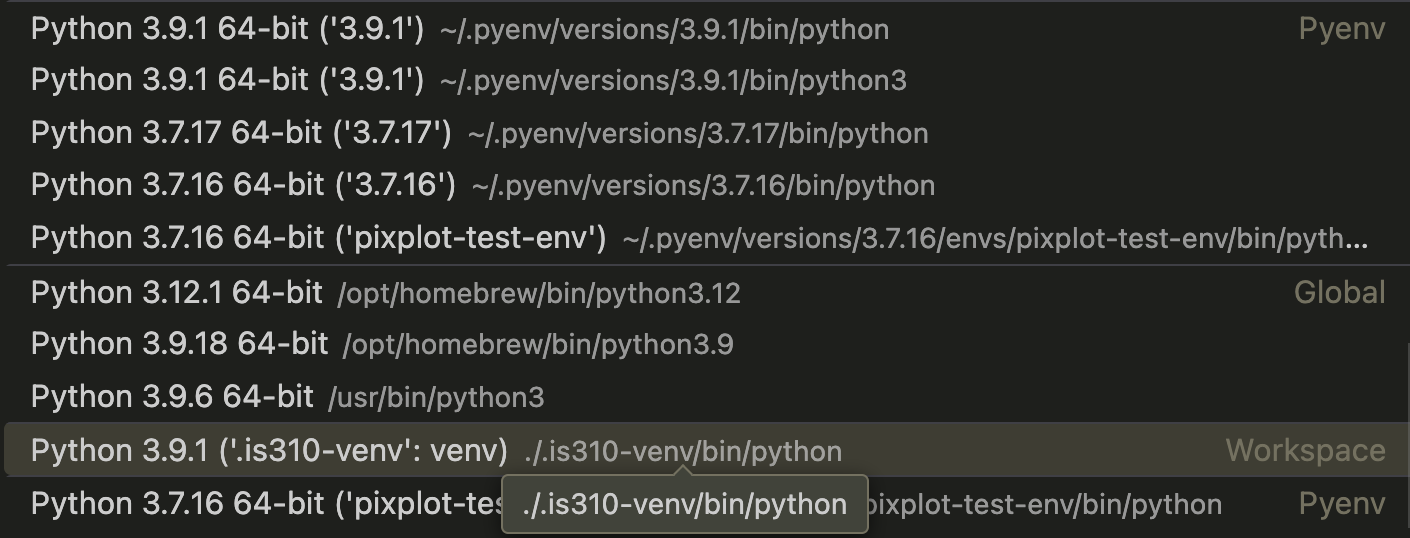 Python 3.9.1 64-bit ('3.9.1') ~/.pyenv/versions/3.9.1/bin/python Pyenv
Python 3.9.1 64-bit ('3.9.1') ~/.pyenv/versions/3.9.1/bin/python3
Python 3.7.17 64-bit ('3.7.17') ~/.pyenv/versions/3.7.17/bin/python
Python 3.7.16 64-bit ('3.7.16') ~/.pyenv/versions/3.7.16/bin/python
Python 3.7.16 64-bit ('pixplot-test-env') ~/.pyenv/versions/3.7.16/envs/pixplot-test-env/bin/pyth...
Python 3.12.1 64-bit /opt/homebrew/bin/python3.12 Global
Python 3.9.18 64-bit /opt/homebrew/bin/python3.9
Python 3.9.6 64-bit /usr/bin/python3
Python 3.9.1 ('.is310-venv': venv) ./.is310-venv/bin/python Workspace
Python 3.7.16 64-bit ('pixplot-tes ./.is310-venv/bin/python pixplot-test-env/bin/python Pyenv